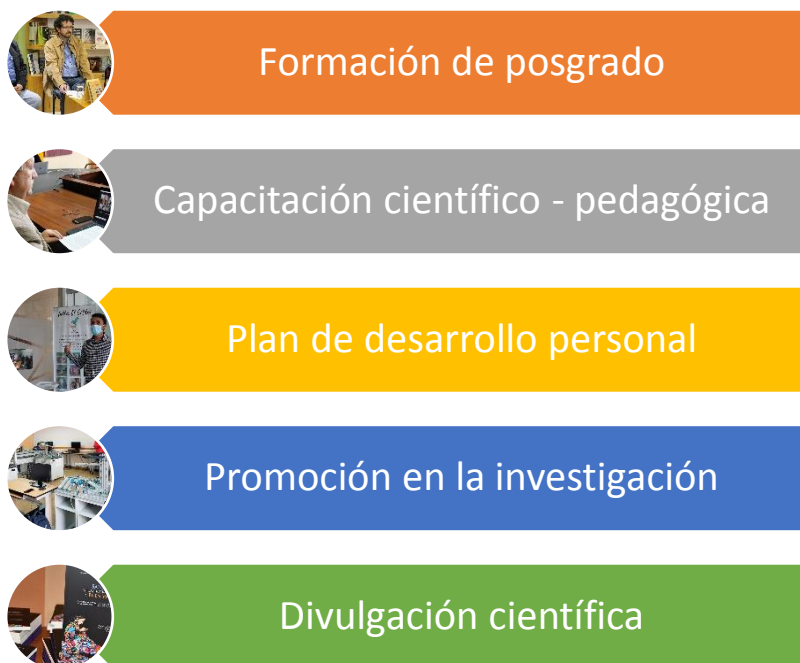 Formación de posgrado
Capacitación científico - pedagógica
Plan de desarrollo personal
Promoción en la investigación
Divulgación científica